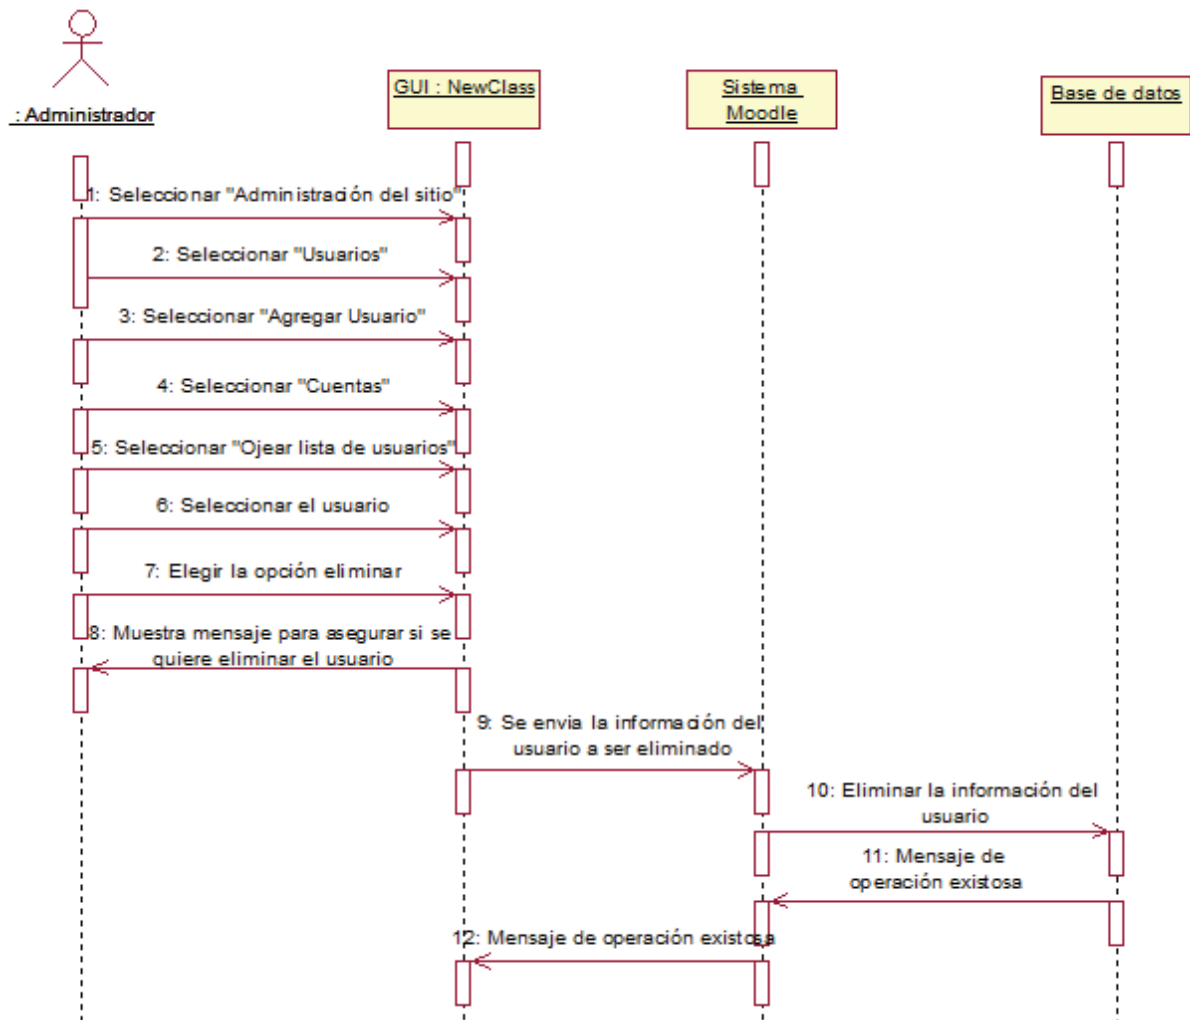 : Administrador
GUI : NewClass
Sistema
Moodle
Base de datos
1: Seleccionar "Administración del sitio"
2: Seleccionar "Usuarios"
3: Seleccionar "Agregar Usuario"
4: Seleccionar "Cuentas"
5: Seleccionar "Ojear lista de usuarios"
6: Seleccionar el usuario
7: Elegir la opción eliminar
8: Muestra mensaje para asegurar si se
quiere eliminar el usuario
9: Se envia la información del
usuario a ser eliminado
10: Eliminar la información del
usuario
11: Mensaje de
operación existosa
12: Mensaje de operación existosa